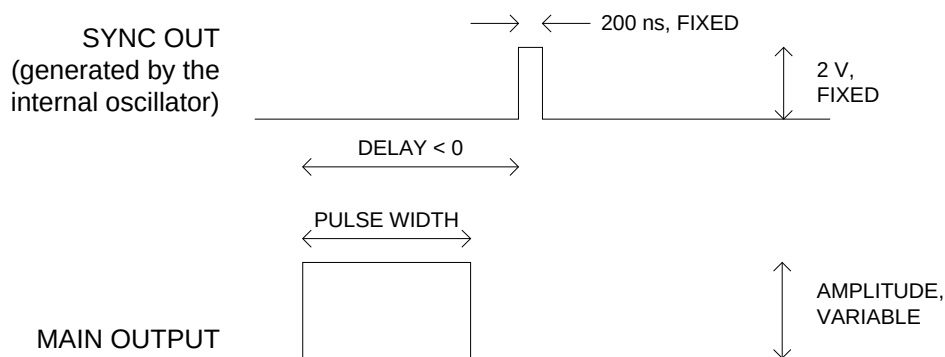 200 ns, FIXED
SYNC OUT
(generated by the
internal oscillator)
2 V,
FIXED
DELAY < 0
PULSE WIDTH
AMPLITUDE,
VARIABLE
MAIN OUTPUT